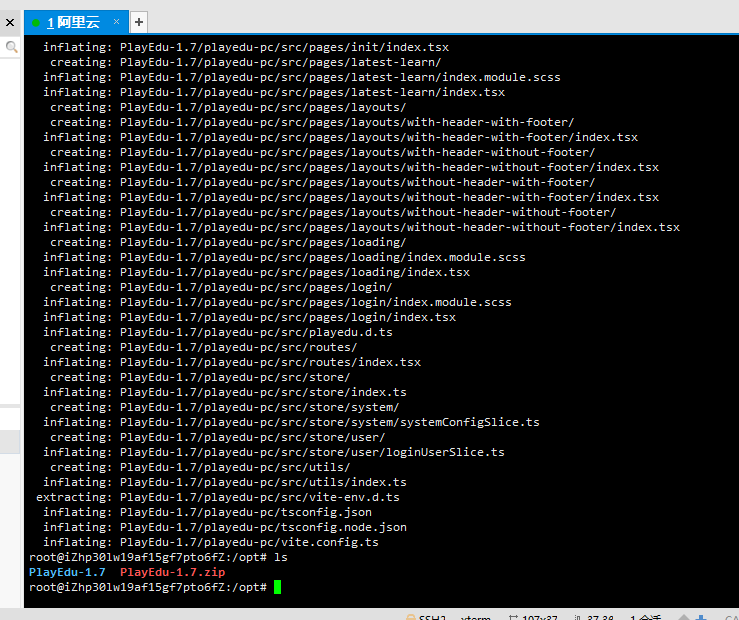 1 阿里云 × +
inflating: PlayEdu-1.7/playedu-pc/src/pages/init/index.tsx
creating: PlayEdu-1.7/playedu-pc/src/pages/latest-learn/
inflating: PlayEdu-1.7/playedu-pc/src/pages/latest-learn/index.module.scss
inflating: PlayEdu-1.7/playedu-pc/src/pages/latest-learn/index.tsx
creating: PlayEdu-1.7/playedu-pc/src/pages/layouts/
creating: PlayEdu-1.7/playedu-pc/src/pages/layouts/with-header-with-footer/
inflating: PlayEdu-1.7/playedu-pc/src/pages/layouts/with-header-with-footer/index.tsx
creating: PlayEdu-1.7/playedu-pc/src/pages/layouts/with-header-without-footer/
inflating: PlayEdu-1.7/playedu-pc/src/pages/layouts/with-header-without-footer/index.tsx
creating: PlayEdu-1.7/playedu-pc/src/pages/layouts/without-header-with-footer/
inflating: PlayEdu-1.7/playedu-pc/src/pages/layouts/without-header-with-footer/index.tsx
creating: PlayEdu-1.7/playedu-pc/src/pages/layouts/without-header-without-footer/
inflating: PlayEdu-1.7/playedu-pc/src/pages/layouts/without-header-without-footer/index.tsx
creating: PlayEdu-1.7/playedu-pc/src/pages/loading/
inflating: PlayEdu-1.7/playedu-pc/src/pages/loading/index.module.scss
inflating: PlayEdu-1.7/playedu-pc/src/pages/loading/index.tsx
creating: PlayEdu-1.7/playedu-pc/src/pages/login/
inflating: PlayEdu-1.7/playedu-pc/src/pages/login/index.module.scss
inflating: PlayEdu-1.7/playedu-pc/src/pages/login/index.tsx
inflating: PlayEdu-1.7/playedu-pc/src/playedu.d.ts
creating: PlayEdu-1.7/playedu-pc/src/routes/
inflating: PlayEdu-1.7/playedu-pc/src/routes/index.tsx
creating: PlayEdu-1.7/playedu-pc/src/store/
inflating: PlayEdu-1.7/playedu-pc/src/store/index.ts
creating: PlayEdu-1.7/playedu-pc/src/store/system/
inflating: PlayEdu-1.7/playedu-pc/src/store/system/systemConfigSlice.ts
creating: PlayEdu-1.7/playedu-pc/src/store/user/
inflating: PlayEdu-1.7/playedu-pc/src/store/user/loginUserSlice.ts
creating: PlayEdu-1.7/playedu-pc/src/utils/
inflating: PlayEdu-1.7/playedu-pc/src/utils/index.ts
extracting: PlayEdu-1.7/playedu-pc/src/vite-env.d.ts
inflating: PlayEdu-1.7/playedu-pc/tsconfig.json
inflating: PlayEdu-1.7/playedu-pc/tsconfig.node.json
inflating: PlayEdu-1.7/playedu-pc/vite.config.ts
root@iZhp30lw19af15gf7pto6fZ:/opt# ls
PlayEdu-1.7 PlayEdu-1.7.zip
root@iZhp30lw19af15gf7pto6fZ:/opt#
SSH2 xterm 107x37 37,36 1 会话